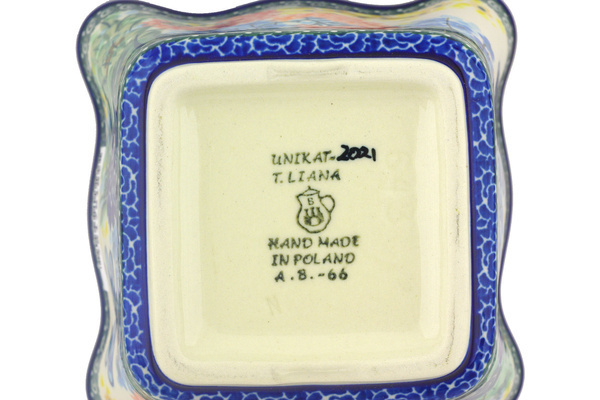 UNIKAT-2021
T. LIANA
B
HAND MADE
IN POLAND
A.B.-66